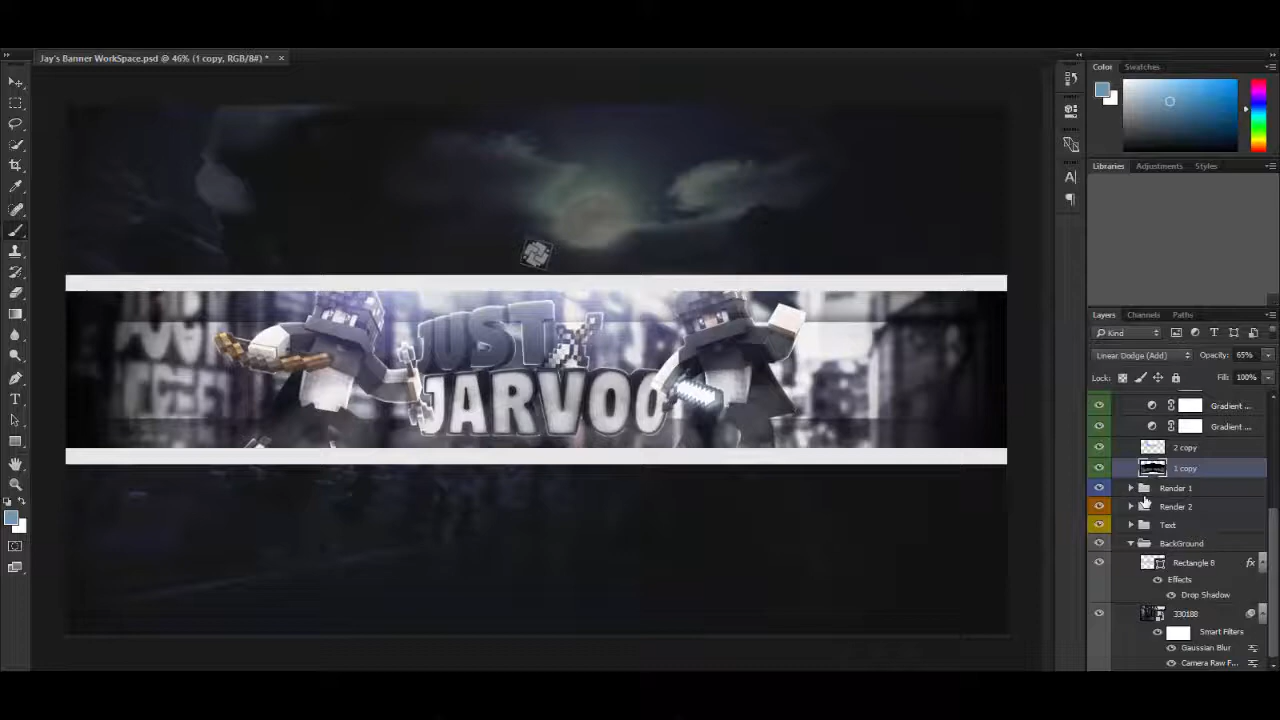 Jay's Banner WorkSpace.psd @ 46% (1 copy, RGB/8#) *
Color
Swatches
Libraries
Adjustments
Styles
JUST
JARVOO
Layers
Channels
Paths
Kind
Linear Dodge (Add)
Opacity: 65%
Lock:
Fill: 100%
Gradient ...
Gradient ...
2 copy
1 copy
Render 1
Render 2
Text
BackGround
Rectangle 8
fx
Effects
Drop Shadow
330188
Smart Filters
Gaussian Blur
Camera Raw F...